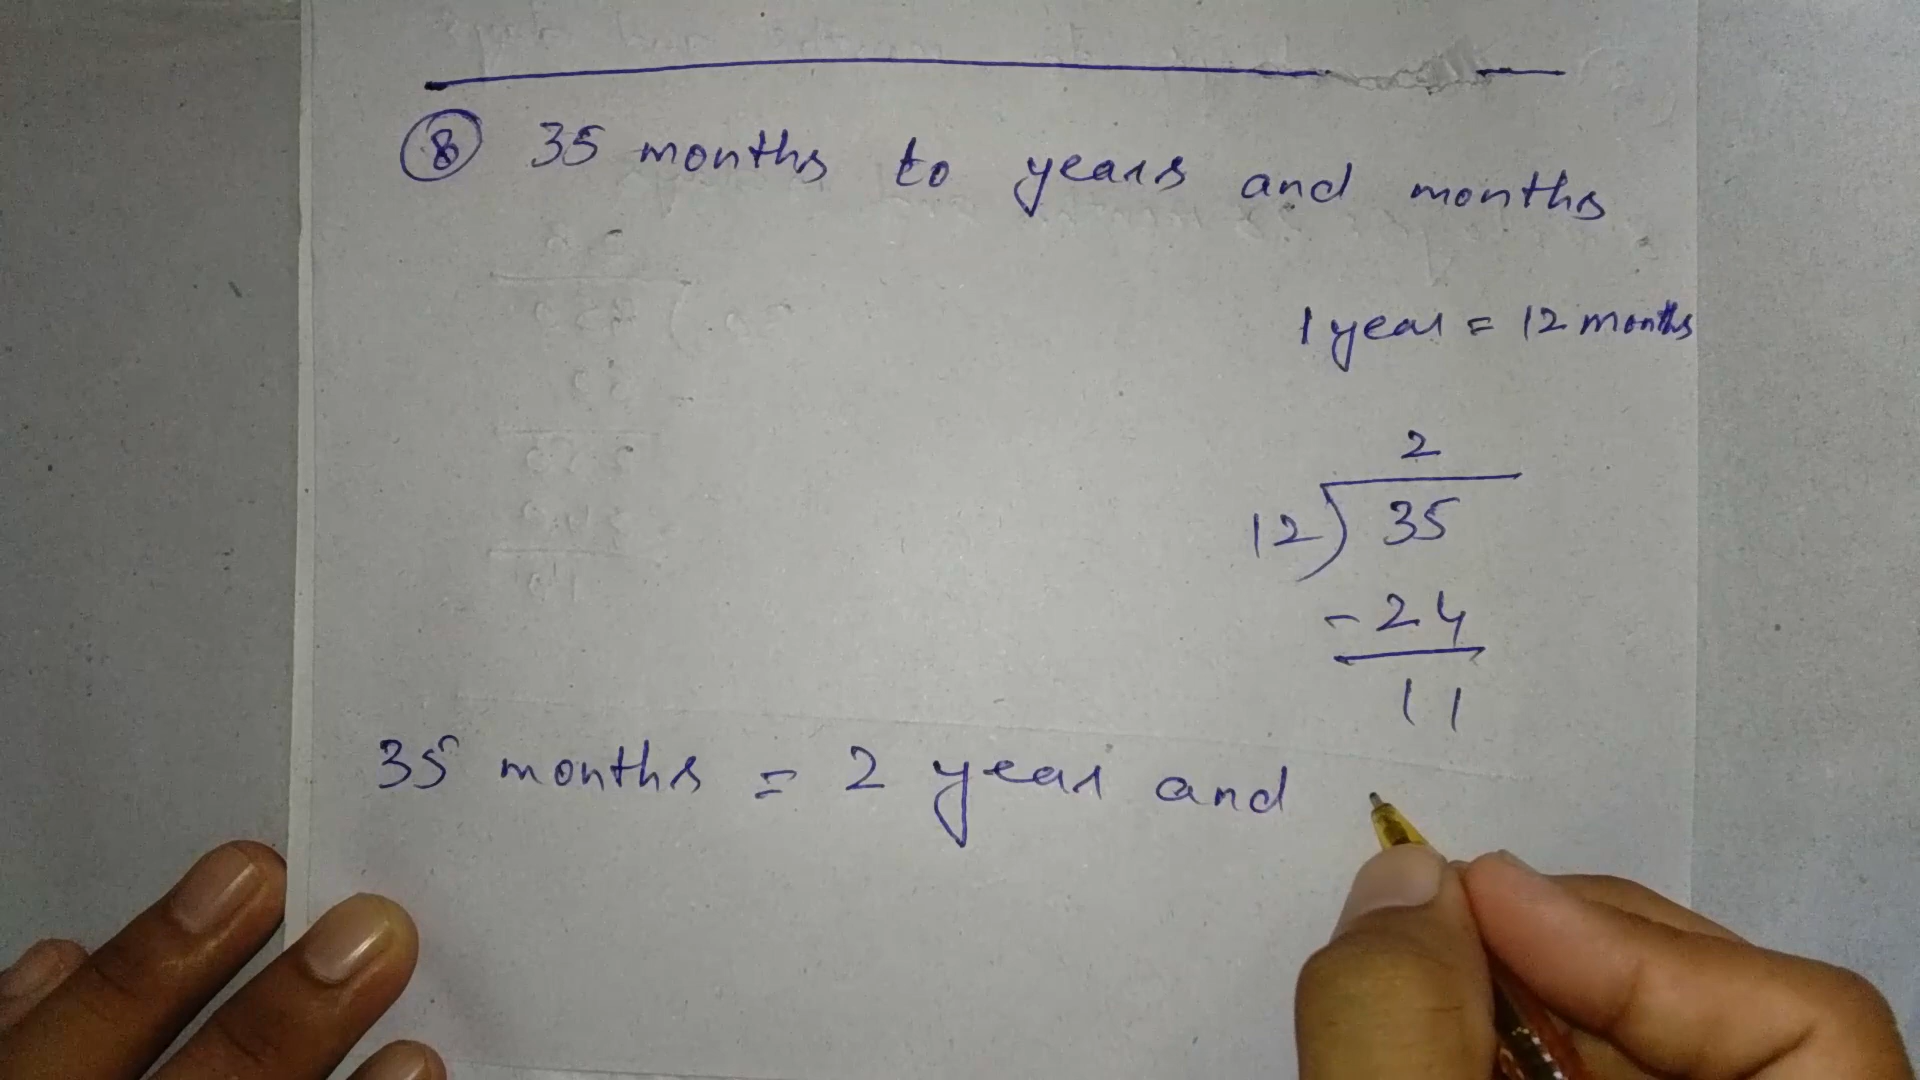 8 35 months to years and months
1 year = 12 months
2
12) 35
- 24
11
35 months = 2 year and